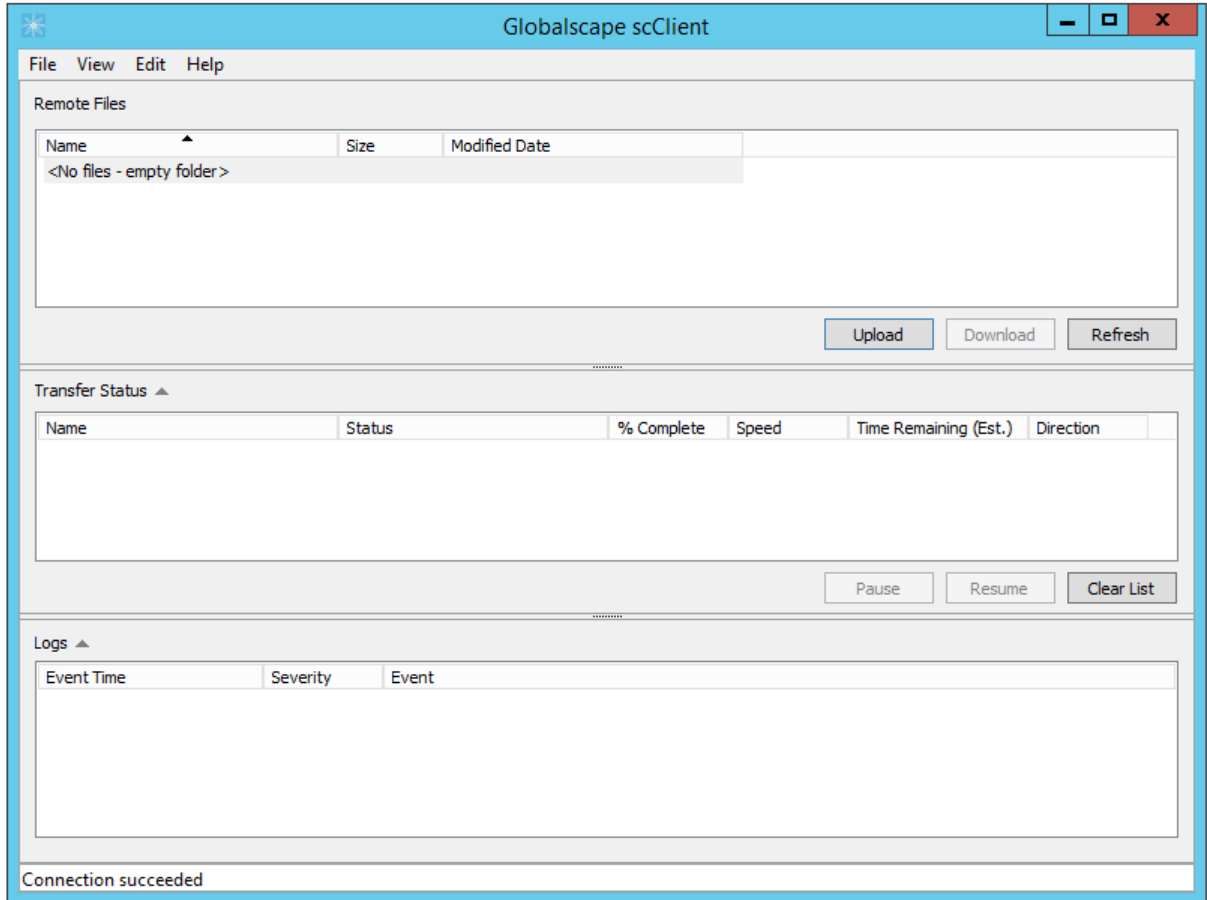 Globalscape scClient
File View Edit Help
Remote Files
Name Size Modified Date
<No files - empty folder>
Upload Download Refresh
Transfer Status
Name Status % Complete Speed Time Remaining (Est.) Direction
Pause Resume Clear List
Logs
Event Time Severity Event
Connection succeeded